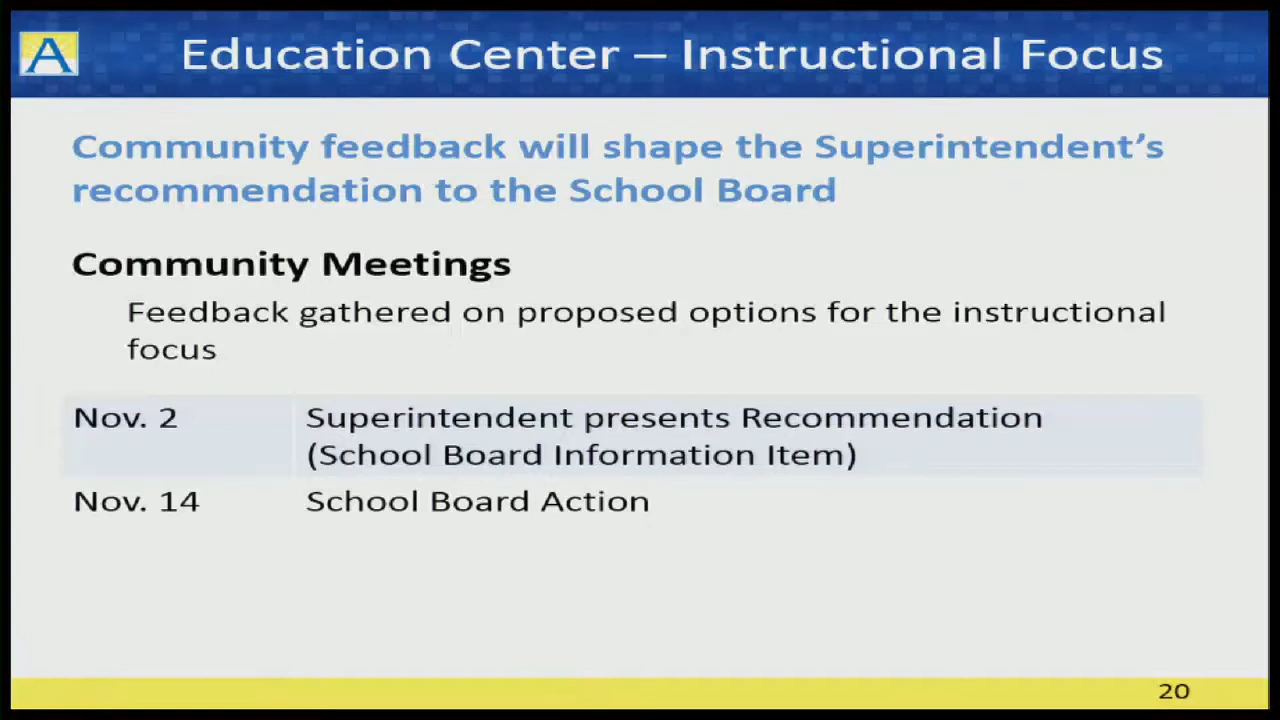 A
Education Center – Instructional Focus
Community feedback will shape the Superintendent’s
recommendation to the School Board
Community Meetings
Feedback gathered on proposed options for the instructional
focus
Nov. 2 Superintendent presents Recommendation
(School Board Information Item)
Nov. 14 School Board Action
20